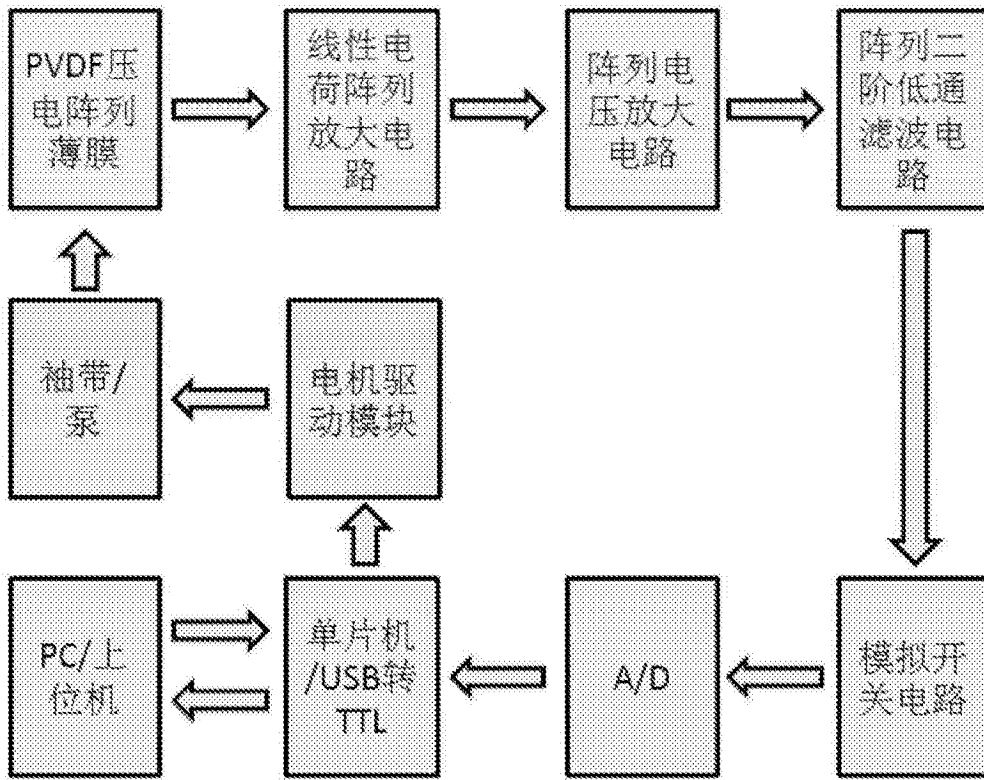 PVDF压
电阵列
薄膜
线性电
荷阵列
放大电
路
阵列电
压放大
电路
阵列二
阶低通
滤波电
路
袖带/
泵
电机驱
动模块
PC/上
位机
单片机
/USB转
TTL
A/D
模拟开
关电路